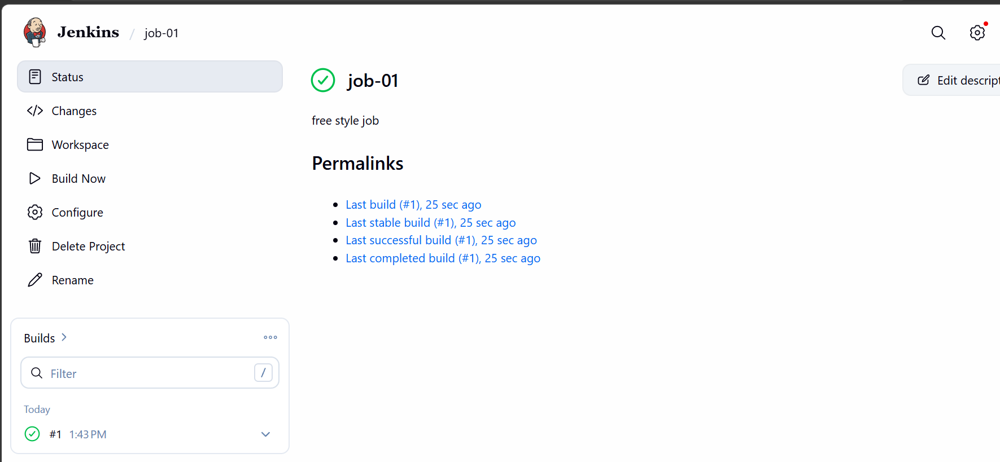 Jenkins / job-01
Status
Changes
Workspace
Build Now
Configure
Delete Project
Rename
Builds
Filter /
Today
#1 1:43 PM
job-01
Edit descript
free style job
Permalinks
Last build (#1), 25 sec ago
Last stable build (#1), 25 sec ago
Last successful build (#1), 25 sec ago
Last completed build (#1), 25 sec ago